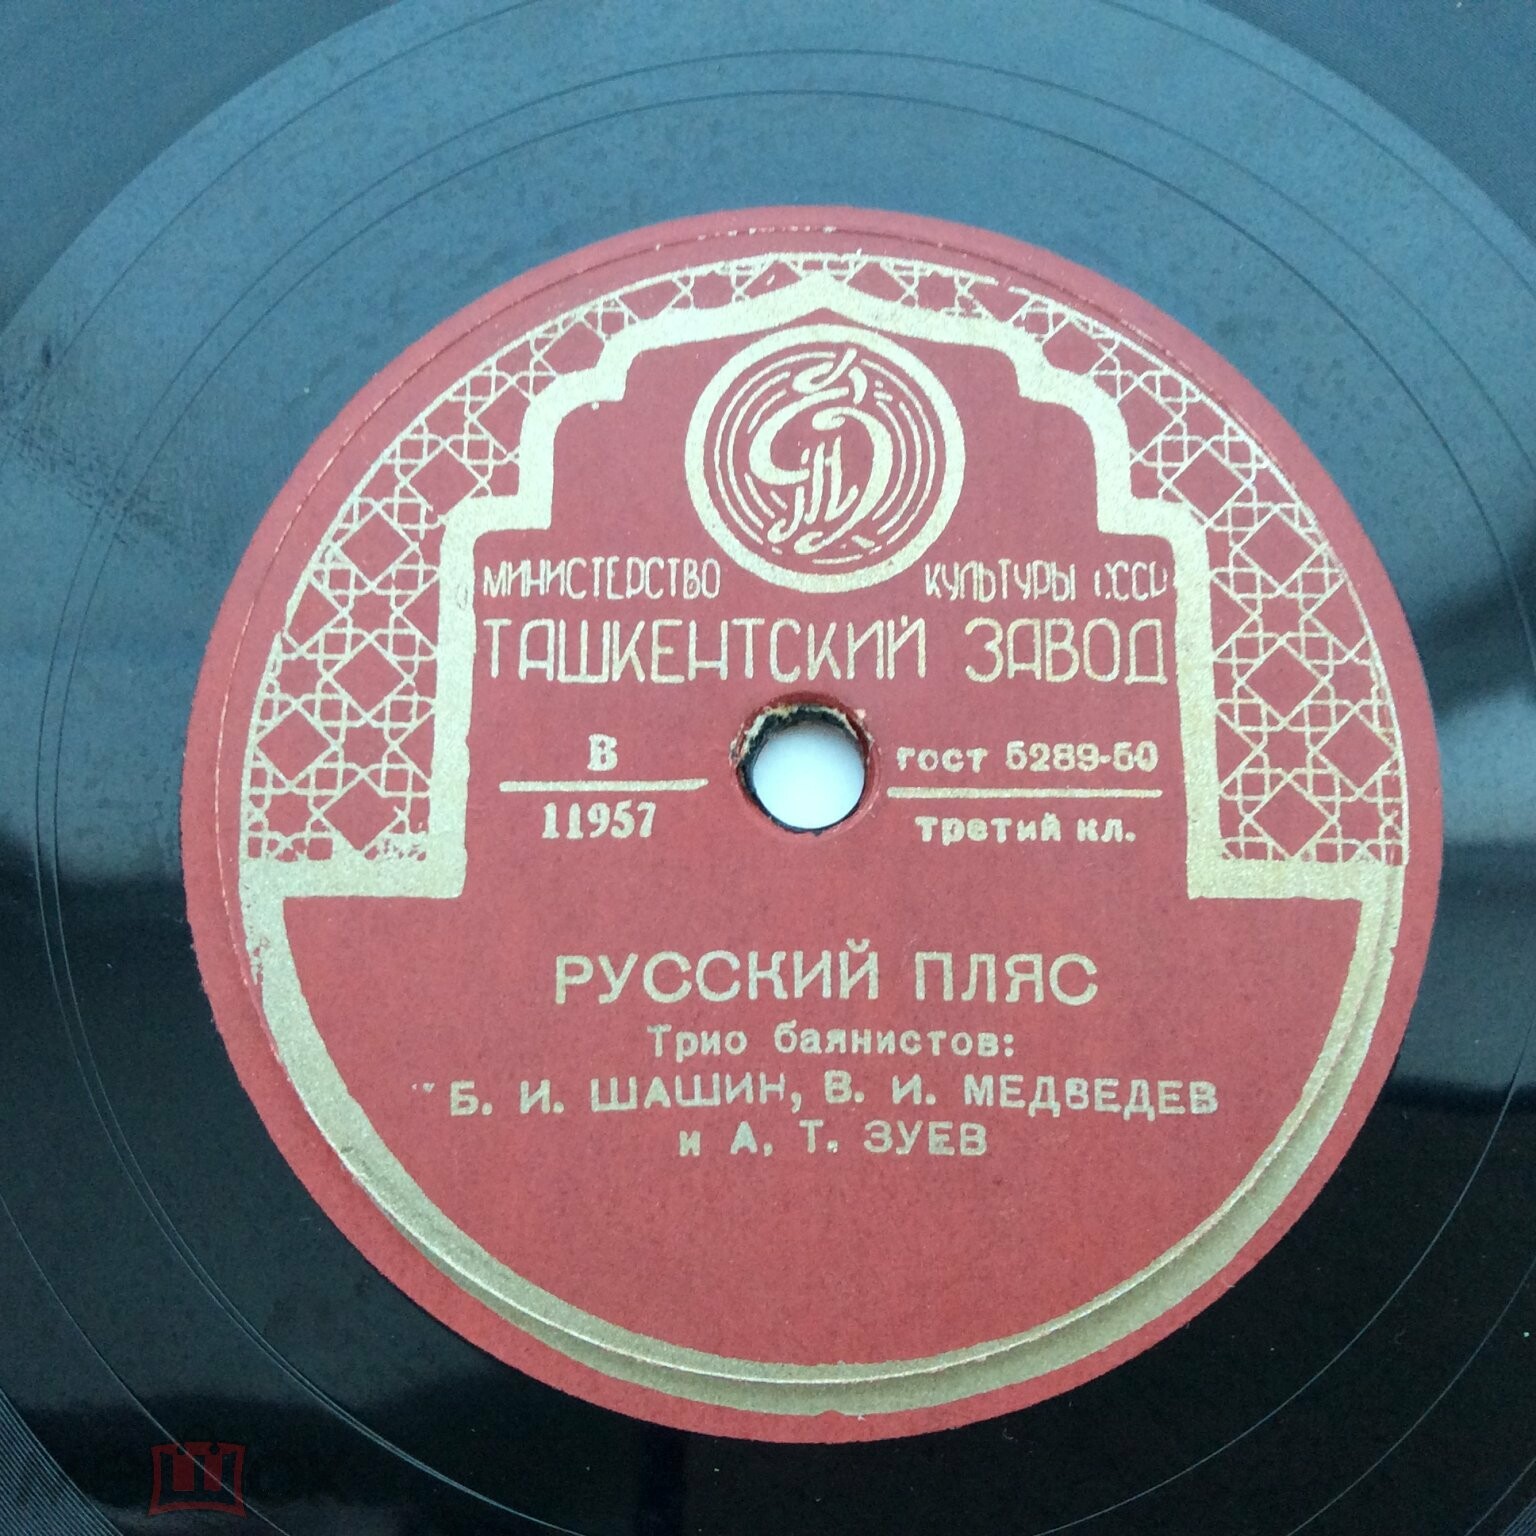 МИНИСТЕРСТВО КУЛЬТУРЫ СССР
ТАШКЕНТСКИЙ ЗАВОД
В
11957
гост 5289-50
третий кл.
РУССКИЙ ПЛЯС
Трио баянистов:
Б. И. ШАШИН, В. И. МЕДВЕДЕВ
и А. Т. ЗУЕВ